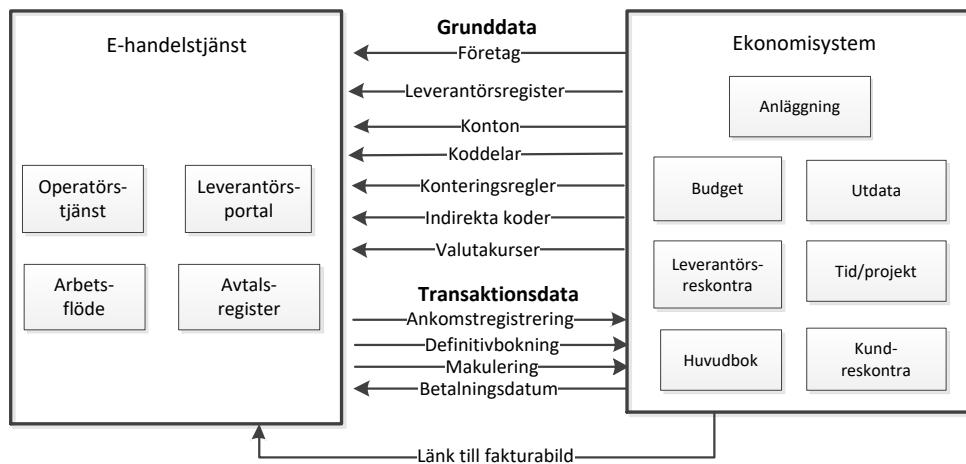 E-handelstjänst
Operatörs-
tjänst
Leverantörs-
portal
Arbets-
flöde
Avtals-
register
Grunddata
Företag
Leverantörsregister
Konton
Koddelar
Konteringsregler
Indirekta koder
Valutakurser
Transaktionsdata
Ankomstregistrering
Definitivbokning
Makulering
Betalningsdatum
Länk till fakturabild
Ekonomisystem
Anläggning
Budget
Utdata
Leverantörs-
reskontra
Tid/projekt
Huvudbok
Kund-
reskontra